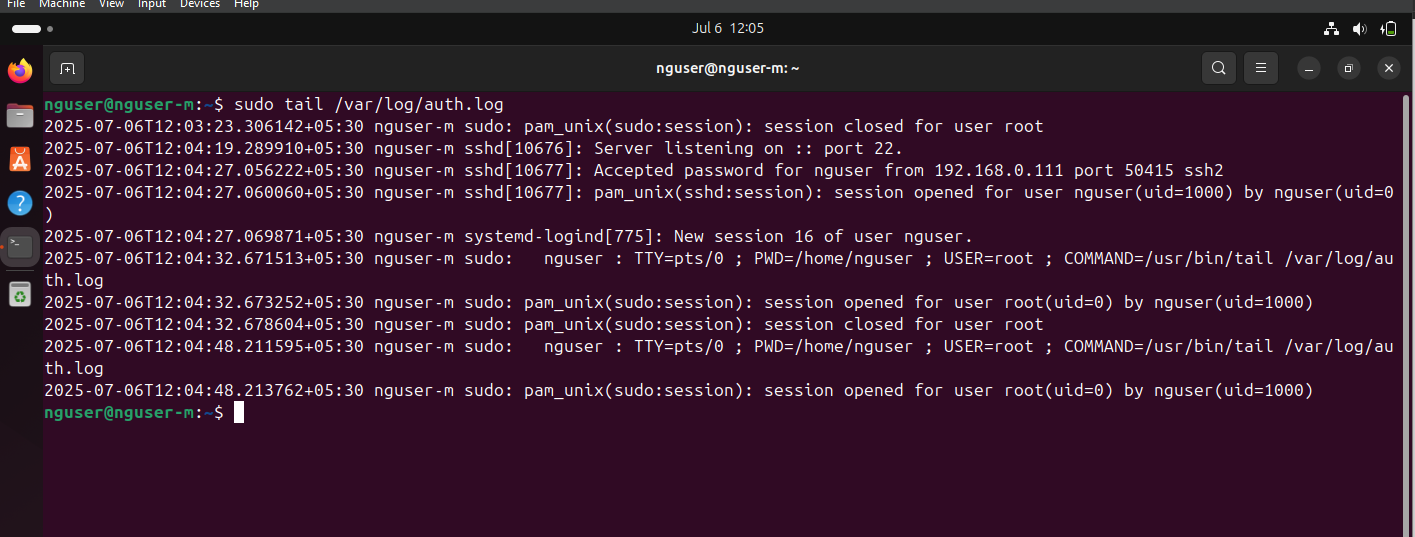 File Machine View Input Devices Help
Jul 6 12:05
nguser@nguser-m: ~
nguser@nguser-m:~$ sudo tail /var/log/auth.log
2025-07-06T12:03:23.306142+05:30 nguser-m sudo: pam_unix(sudo:session): session closed for user root
2025-07-06T12:04:19.289910+05:30 nguser-m sshd[10676]: Server listening on :: port 22.
2025-07-06T12:04:27.056222+05:30 nguser-m sshd[10677]: Accepted password for nguser from 192.168.0.111 port 50415 ssh2
2025-07-06T12:04:27.060060+05:30 nguser-m sshd[10677]: pam_unix(sshd:session): session opened for user nguser(uid=1000) by nguser(uid=0
)
2025-07-06T12:04:27.069871+05:30 nguser-m systemd-logind[775]: New session 16 of user nguser.
2025-07-06T12:04:32.671513+05:30 nguser-m sudo:   nguser : TTY=pts/0 ; PWD=/home/nguser ; USER=root ; COMMAND=/usr/bin/tail /var/log/au
th.log
2025-07-06T12:04:32.673252+05:30 nguser-m sudo: pam_unix(sudo:session): session opened for user root(uid=0) by nguser(uid=1000)
2025-07-06T12:04:32.678604+05:30 nguser-m sudo: pam_unix(sudo:session): session closed for user root
2025-07-06T12:04:48.211595+05:30 nguser-m sudo:   nguser : TTY=pts/0 ; PWD=/home/nguser ; USER=root ; COMMAND=/usr/bin/tail /var/log/au
th.log
2025-07-06T12:04:48.213762+05:30 nguser-m sudo: pam_unix(sudo:session): session opened for user root(uid=0) by nguser(uid=1000)
nguser@nguser-m:~$